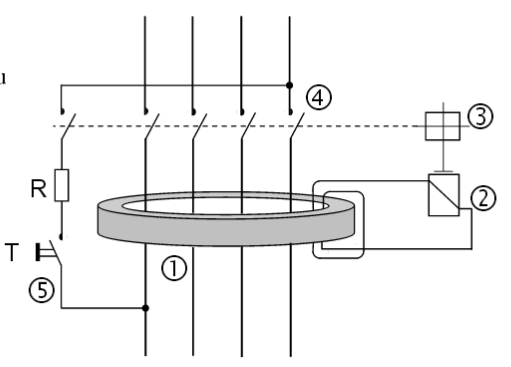 u
④
③
R
②
T
①
⑤